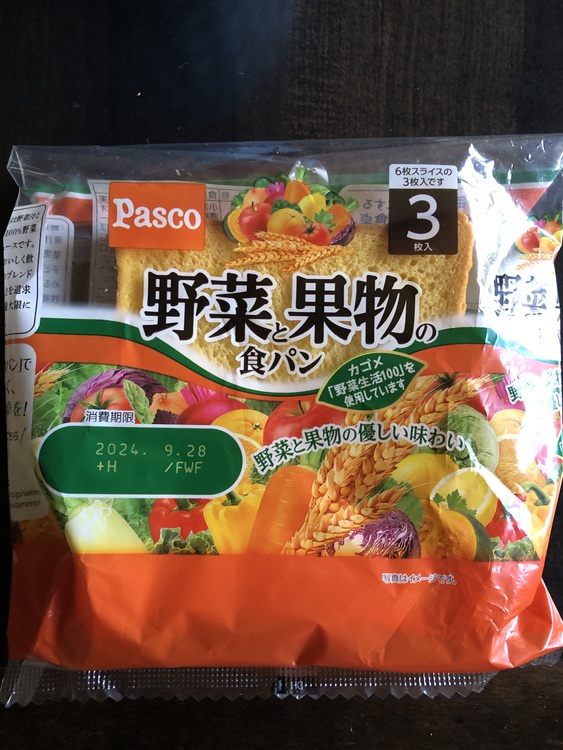 6枚スライスの
3枚入です
3
枚入
Pasco
野菜と果物の
食パン
カゴメ
「野菜生活100」を
使用しています
消費期限
2024. 9.28
+H /FWF
野菜と果物の優しい味わい
写真はイメージです。